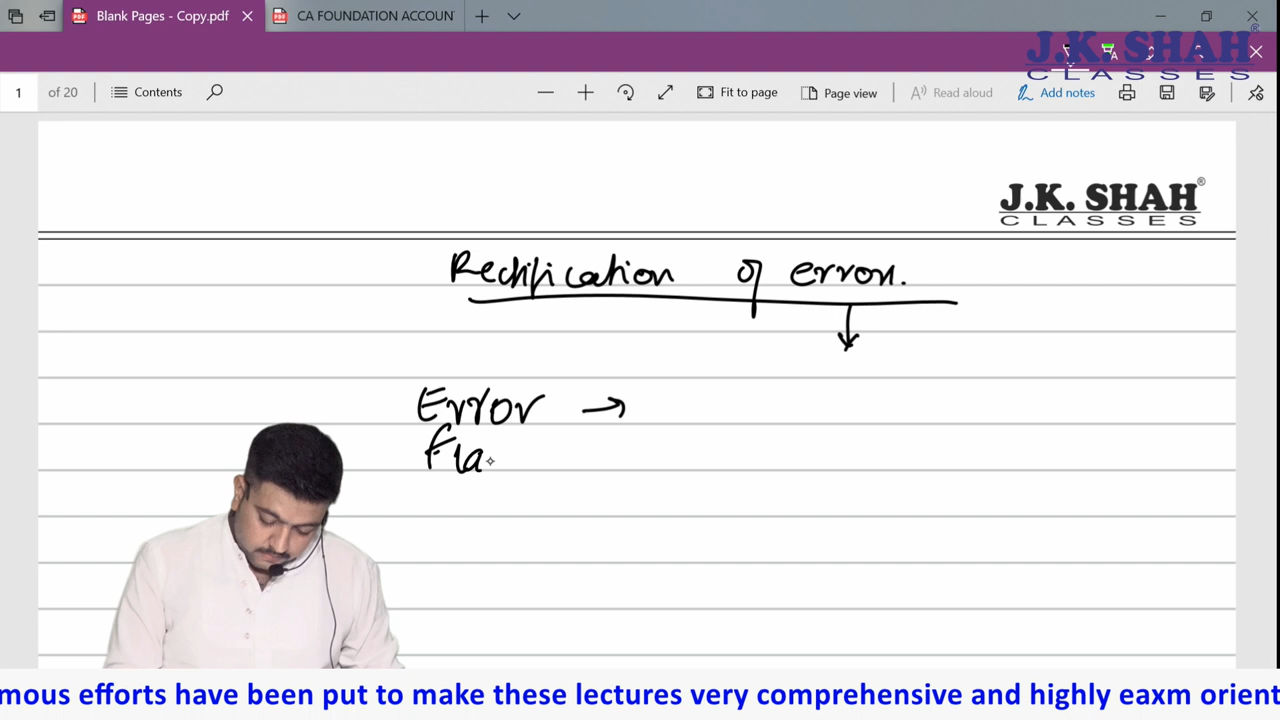 Blank Pages - Copy.pdf
CA FOUNDATION ACCOUN
J.K. SHAH®
CLASSES
1 of 20
Contents
Fit to page
Page view
Read aloud
Add notes
J.K. SHAH®
CLASSES
Rectification of error.
Error →
Fla
mous efforts have been put to make these lectures very comprehensive and highly eaxm orient